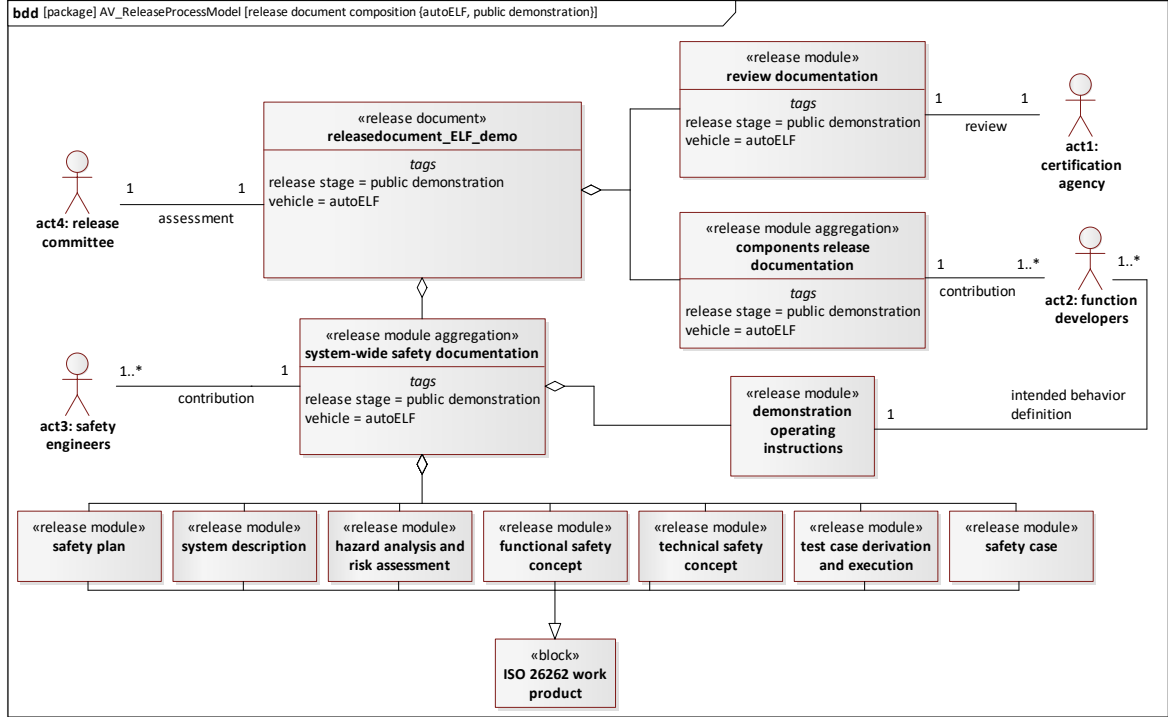 bdd [package] AV_ReleaseProcessModel [release document composition {autoELF, public demonstration}]
«release document»
releasedocument_ELF_demo
tags
release stage = public demonstration
vehicle = autoELF
«release module»
review documentation
tags
release stage = public demonstration
vehicle = autoELF
1
1
review
act1:
certification
agency
act4: release
committee
1
1
assessment
«release module aggregation»
components release
documentation
tags
release stage = public demonstration
vehicle = autoELF
1
1..*
contribution
act2: function
developers
1..*
«release module aggregation»
system-wide safety documentation
tags
release stage = public demonstration
vehicle = autoELF
act3: safety
engineers
1..*
1
contribution
«release module»
demonstration
operating
instructions
1
intended behavior
definition
«release module»
safety plan
«release module»
system description
«release module»
hazard analysis and
risk assessment
«release module»
functional safety
concept
«release module»
technical safety
concept
«release module»
test case derivation
and execution
«release module»
safety case
«block»
ISO 26262 work
product